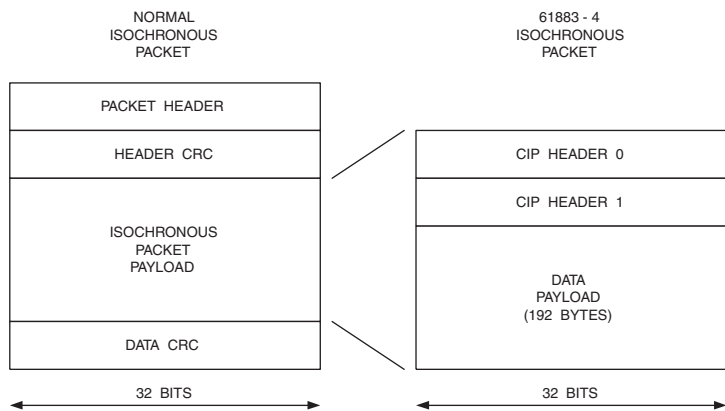 NORMAL
ISOCHRONOUS
PACKET
PACKET HEADER
HEADER CRC
ISOCHRONOUS
PACKET
PAYLOAD
DATA CRC
32 BITS
61883 - 4
ISOCHRONOUS
PACKET
CIP HEADER 0
CIP HEADER 1
DATA
PAYLOAD
(192 BYTES)
32 BITS